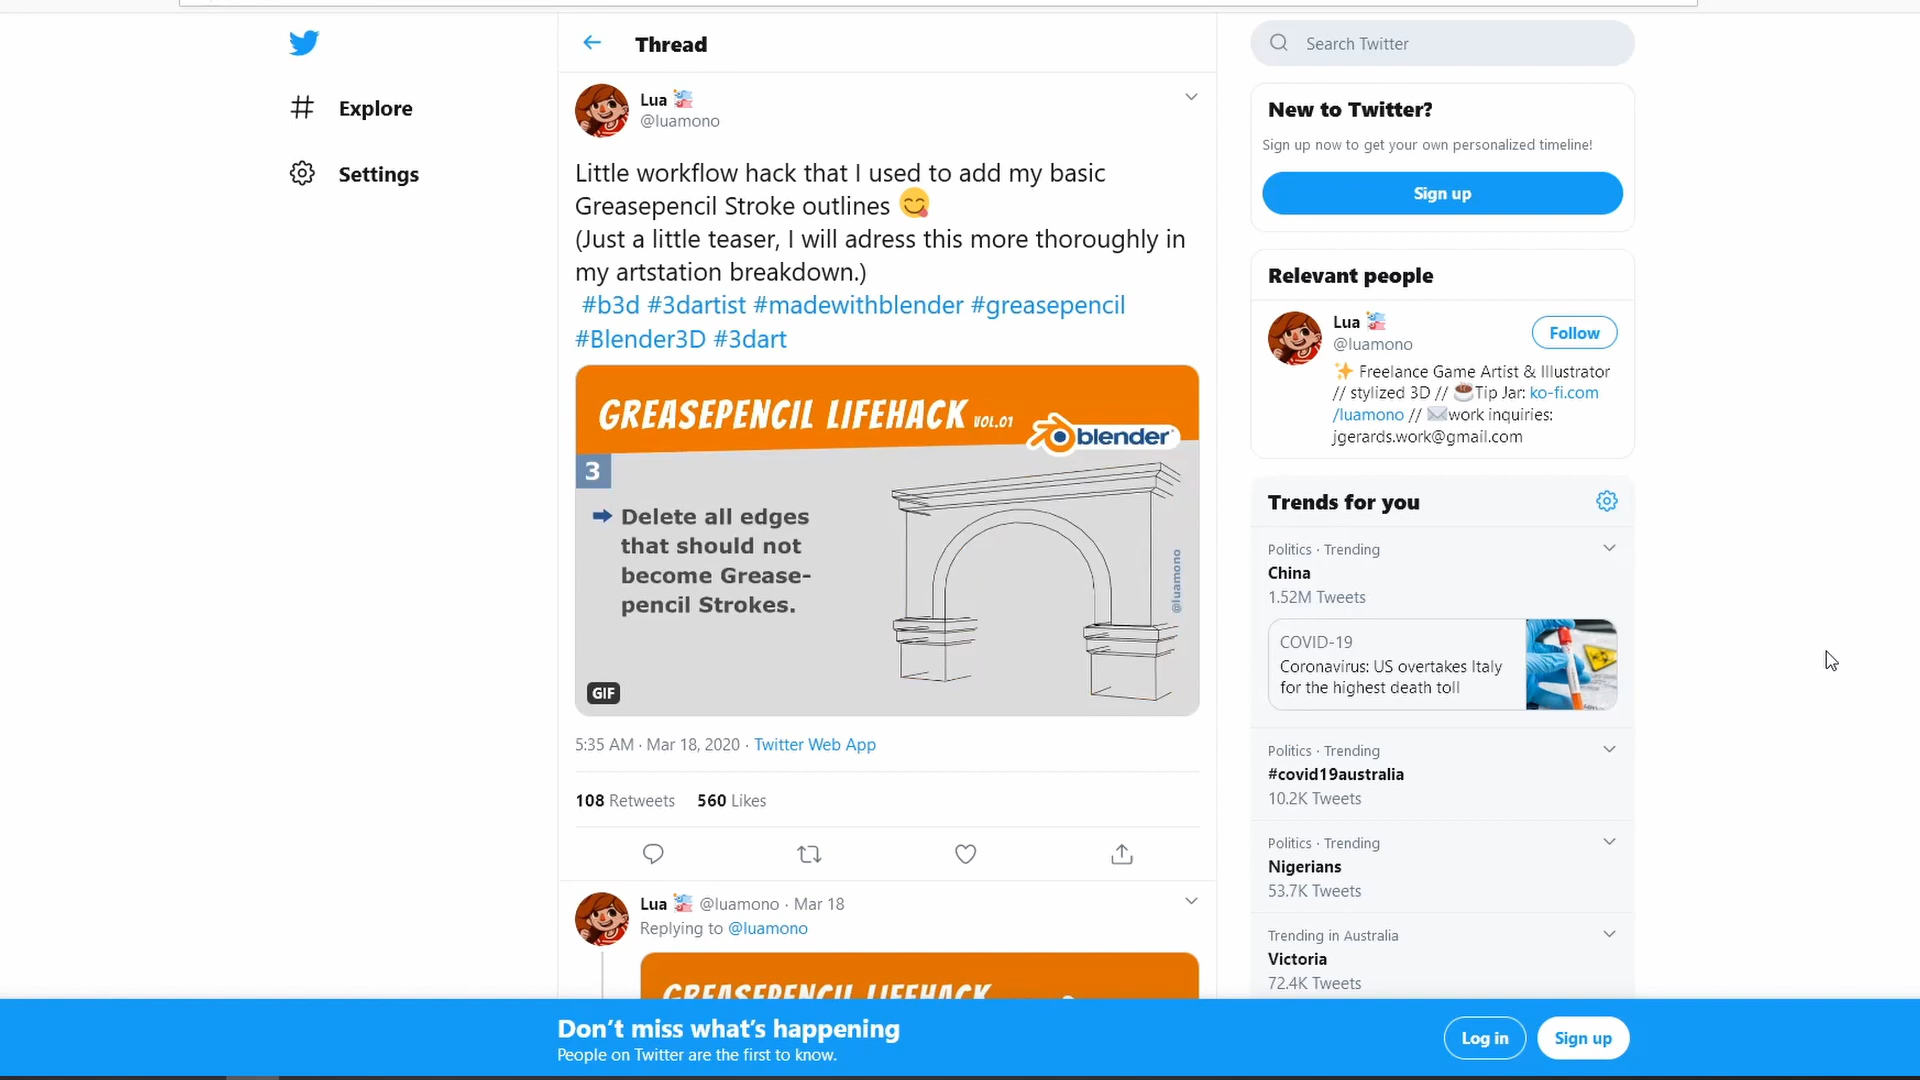 Thread
Search Twitter
Explore
Settings
Lua
@luamono
Little workflow hack that I used to add my basic
Greasepencil Stroke outlines 😋
(Just a little teaser, I will adress this more thoroughly in
my artstation breakdown.)
#b3d #3dartist #madewithblender #greasepencil
#Blender3D #3dart
GREASEPENCIL LIFEHACK VOL.01
blender
3
➡ Delete all edges
that should not
become Grease-
pencil Strokes.
@luamono
GIF
5:35 AM · Mar 18, 2020 · Twitter Web App
108 Retweets 560 Likes
Lua @luamono · Mar 18
Replying to @luamono
GREASEPENCIL LIFEHACK
New to Twitter?
Sign up now to get your own personalized timeline!
Sign up
Relevant people
Lua
@luamono
Follow
✨ Freelance Game Artist & Illustrator
// stylized 3D // ☕Tip Jar: ko-fi.com
/luamono // ✉work inquiries:
jgerards.work@gmail.com
Trends for you
Politics · Trending
China
1.52M Tweets
COVID-19
Coronavirus: US overtakes Italy
for the highest death toll
Politics · Trending
#covid19australia
10.2K Tweets
Politics · Trending
Nigerians
53.7K Tweets
Trending in Australia
Victoria
72.4K Tweets
Don’t miss what’s happening
People on Twitter are the first to know.
Log in
Sign up